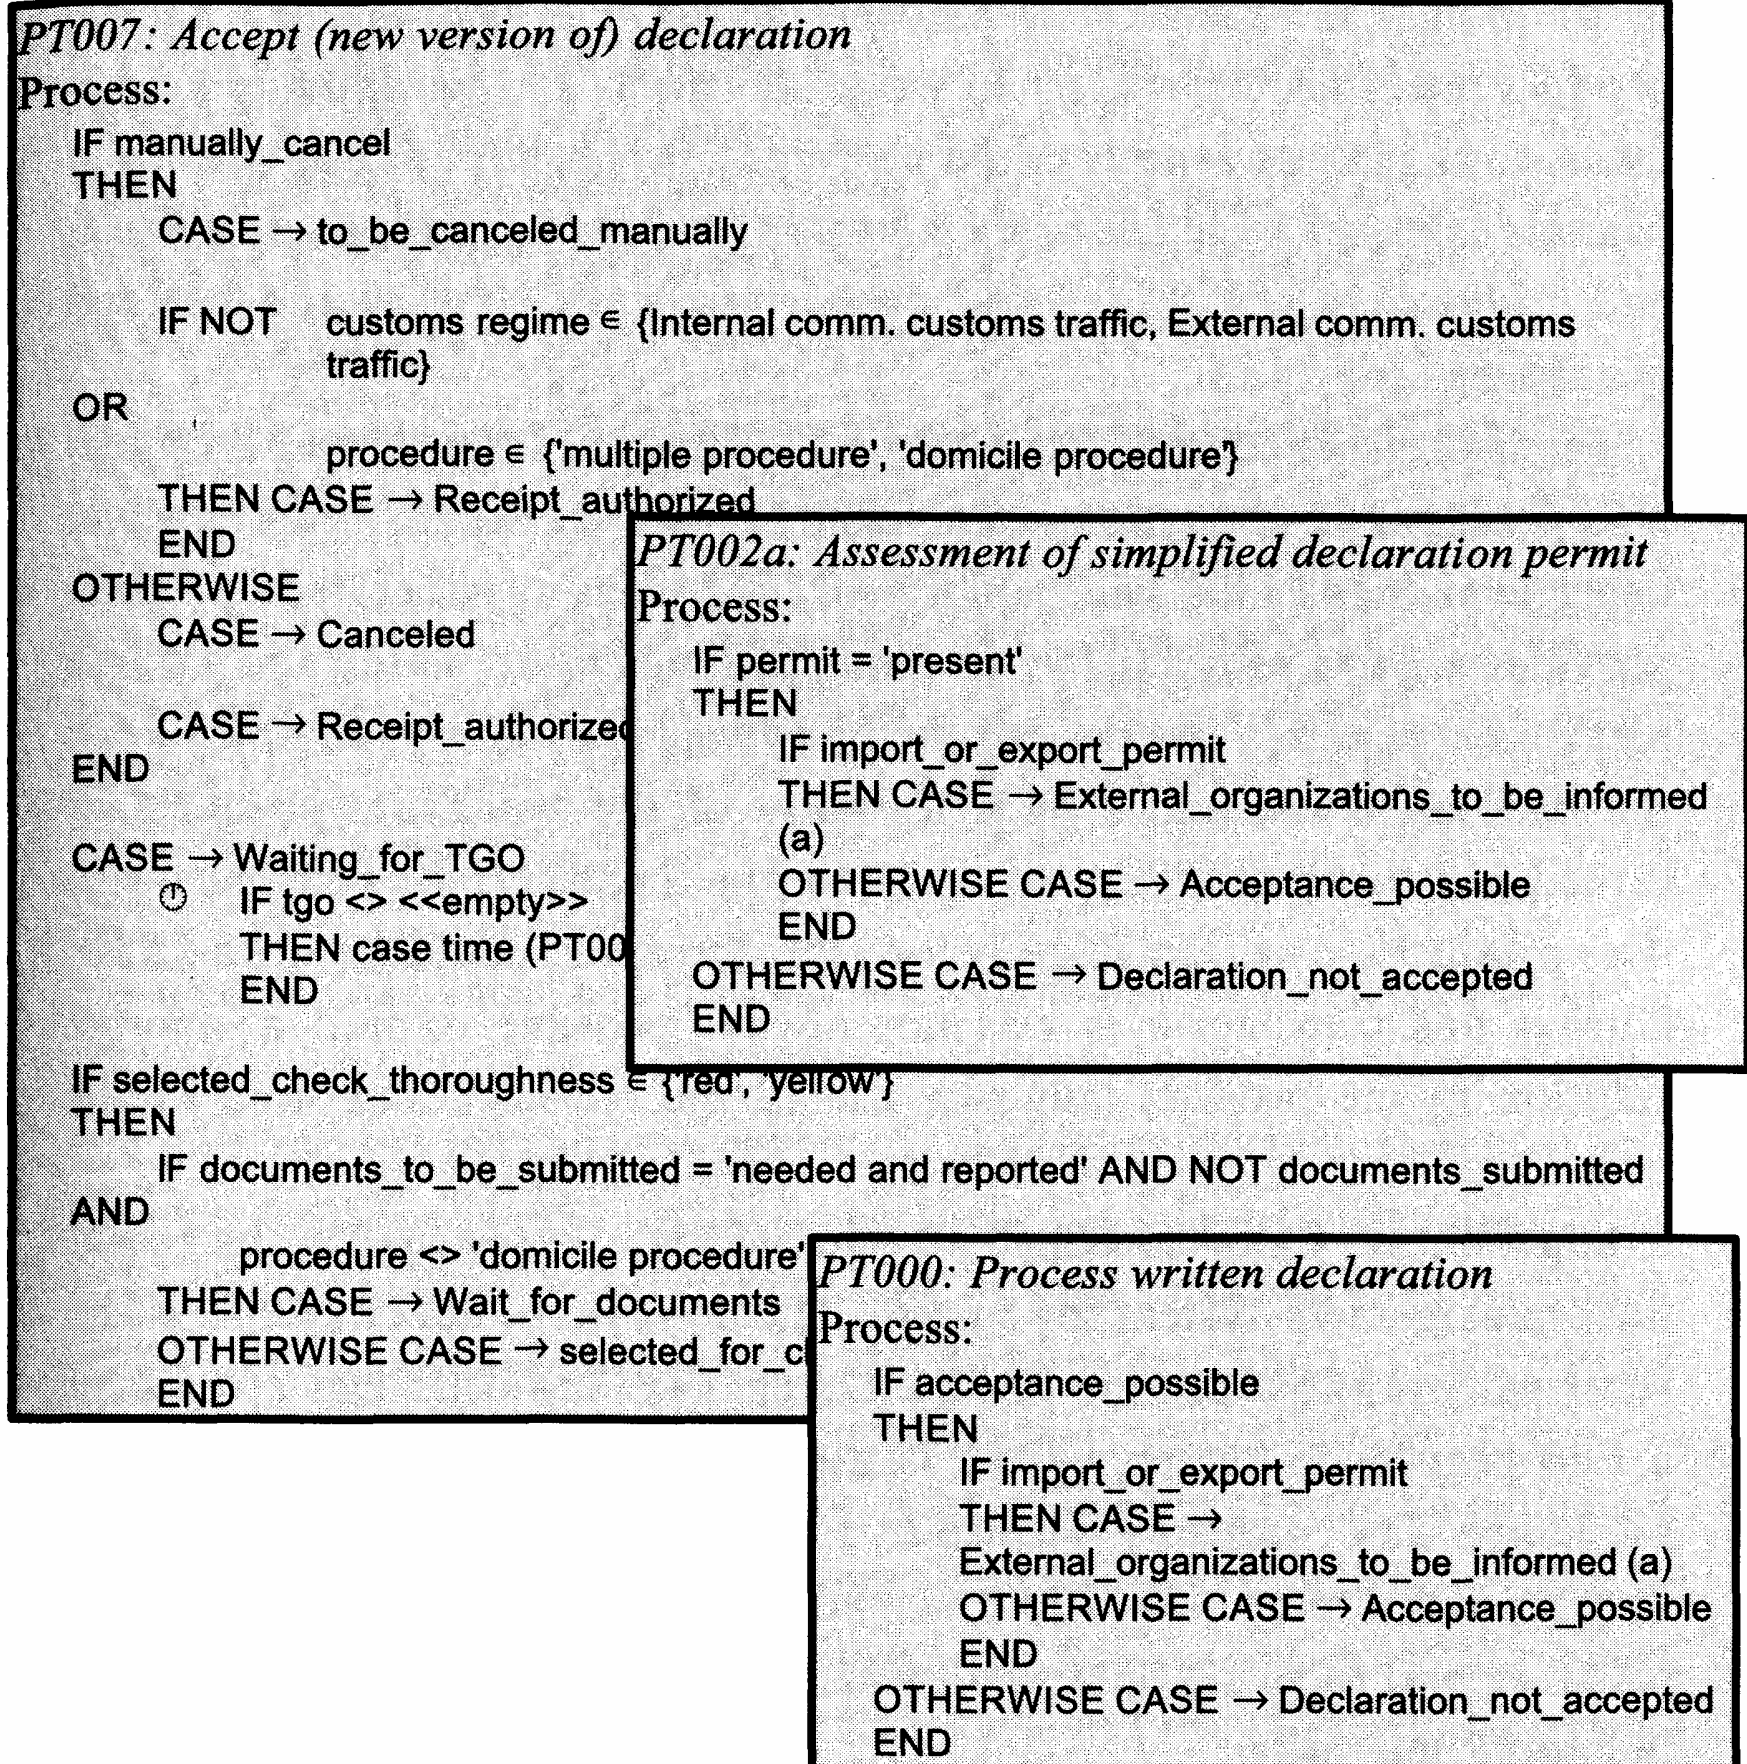 PT007: Accept (new version of) declaration
Process:
IF manually_cancel
THEN
CASE → to_be_canceled_manually
IF NOT customs regime ∈ {Internal comm. customs traffic, External comm. customs
traffic}
OR
procedure ∈ {'multiple procedure', 'domicile procedure'}
THEN CASE → Receipt_authorized
END
OTHERWISE
CASE → Canceled
CASE → Receipt_authorized
END
CASE → Waiting_for_TGO
IF tgo <> <<empty>>
THEN case time (PT00
END
IF selected_check_thoroughness ∈ {'red', 'yellow'}
THEN
IF documents_to_be_submitted = 'needed and reported' AND NOT documents_submitted
AND
procedure <> 'domicile procedure'
THEN CASE → Wait_for_documents
OTHERWISE CASE → selected_for_c
END
PT002a: Assessment of simplified declaration permit
Process:
IF permit = 'present'
THEN
IF import_or_export_permit
THEN CASE → External_organizations_to_be_informed
(a)
OTHERWISE CASE → Acceptance_possible
END
OTHERWISE CASE → Declaration_not_accepted
END
PT000: Process written declaration
Process:
IF acceptance_possible
THEN
IF import_or_export_permit
THEN CASE →
External_organizations_to_be_informed (a)
OTHERWISE CASE → Acceptance_possible
END
OTHERWISE CASE → Declaration_not_accepted
END